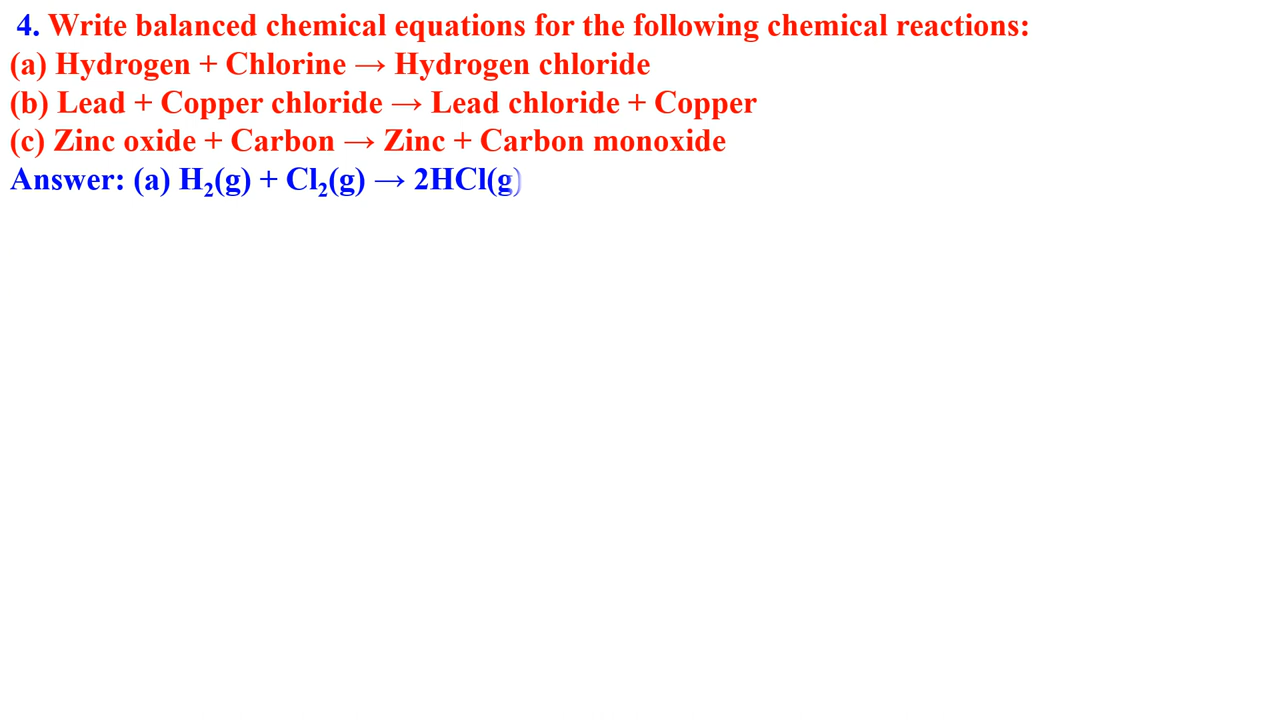 4. Write balanced chemical equations for the following chemical reactions:
(a) Hydrogen + Chlorine → Hydrogen chloride
(b) Lead + Copper chloride → Lead chloride + Copper
(c) Zinc oxide + Carbon → Zinc + Carbon monoxide
Answer: (a) H₂(g) + Cl₂(g) → 2HCl(g)